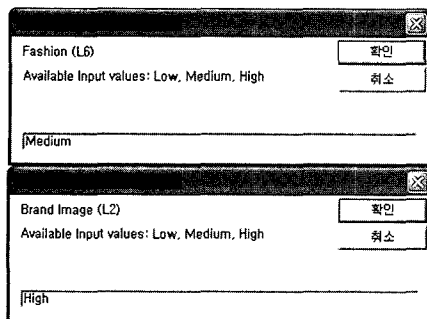 Fashion (L6)
확인
Available Input values: Low, Medium, High
취소
Medium
Brand Image (L2)
확인
Available Input values: Low, Medium, High
취소
High